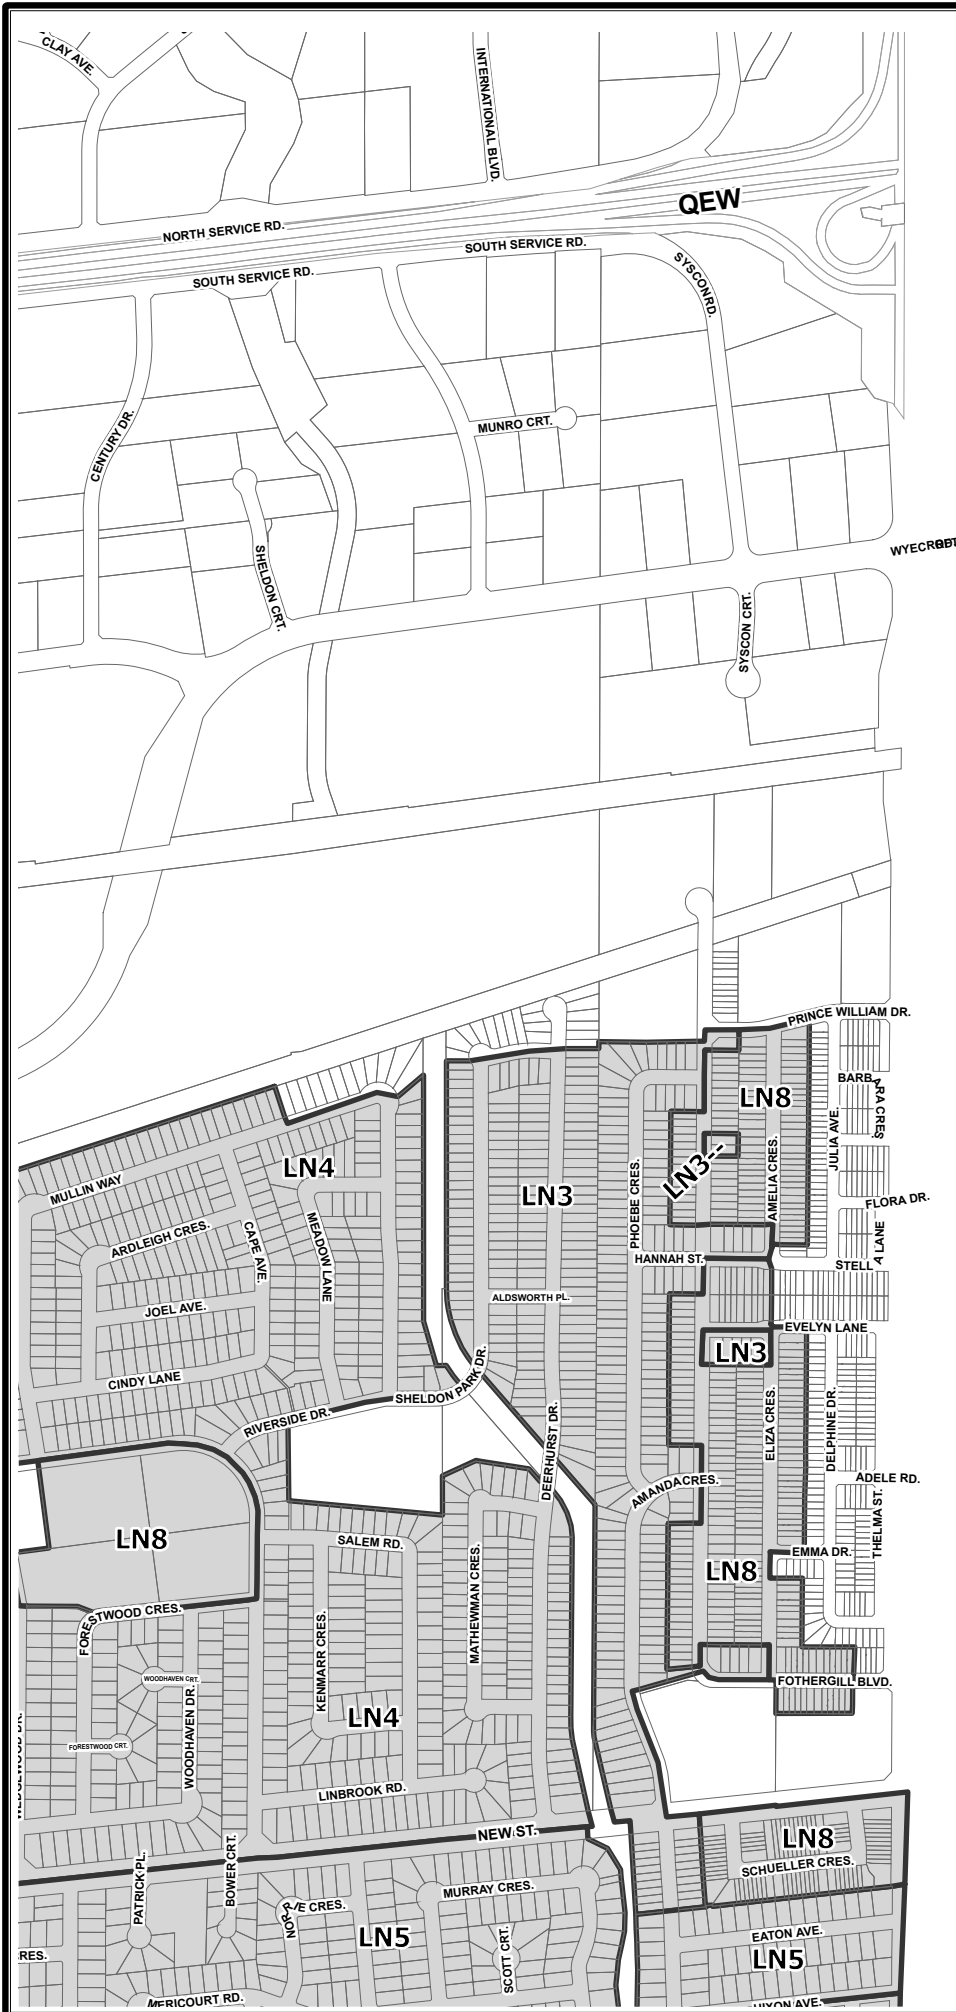 CLAY AVE.
INTERNATIONAL BLVD.
QEW
NORTH SERVICE RD.
SOUTH SERVICE RD.
SOUTH SERVICE RD.
SYSCON RD.
CENTURY DR.
MUNRO CRT.
SHELDON CRT.
SYSCON CRT.
PRINCE WILLIAM DR.
BARBARA CRES.
LN8
JULIA AVE.
AMELIA CRES.
LN3--
LN4
MULLIN WAY
LN3
PHOEBE CRES.
FLORA DR.
ARDLEIGH CRES.
CAPE AVE.
MEADOW LANE
HANNAH ST.
STELLA LANE
JOEL AVE.
ALDSWORTH PL.
EVELYN LANE
LN3
CINDY LANE
SHELDON PARK DR.
RIVERSIDE DR.
DEERHURST DR.
ELIZA CRES.
DELPHINE DR.
AMANDA CRES.
ADELE RD.
THELMA ST.
LN8
SALEM RD.
EMMA DR.
LN8
MATHEWMAN CRES.
FORESTWOOD CRES.
KENMARR CRES.
WOODHAVEN CRT.
WOODHAVEN DR.
FOTHERGILL BLVD.
LN4
FORESTWOOD CRT.
LINBROOK RD.
NEW ST.
LN8
SCHUELLER CRES.
PATRICK PL.
BOWER CRT.
MURRAY CRES.
NORRIE CRES.
LN5
SCOTT CRT.
EATON AVE.
CRES.
LN5
MERICOURT RD.